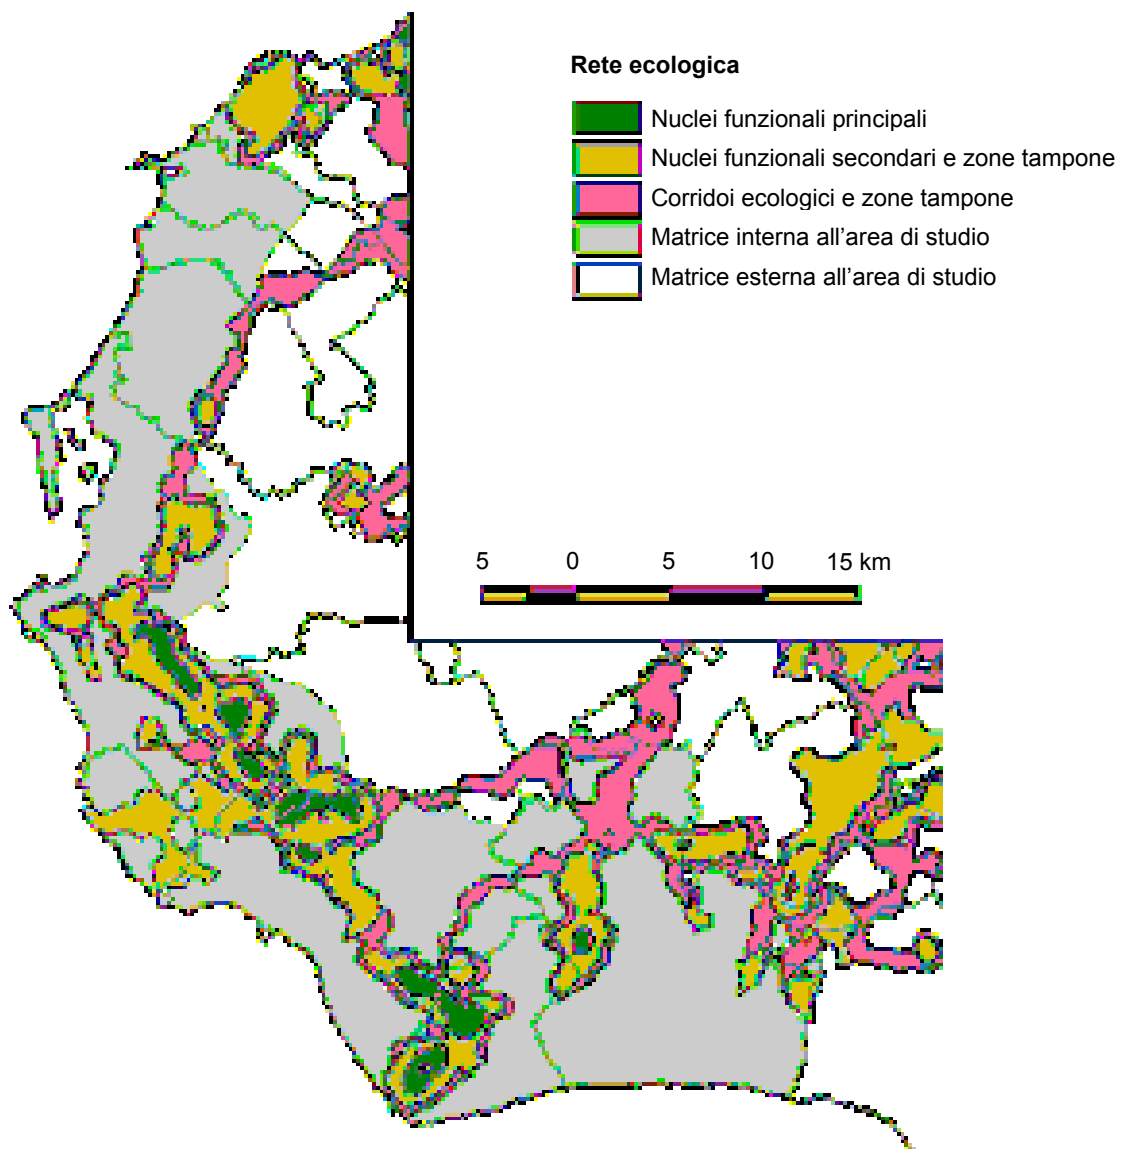 Rete ecologica
Nuclei funzionali principali
Nuclei funzionali secondari e zone tampone
Corridoi ecologici e zone tampone
Matrice interna all'area di studio
Matrice esterna all'area di studio
5 0 5 10 15 km